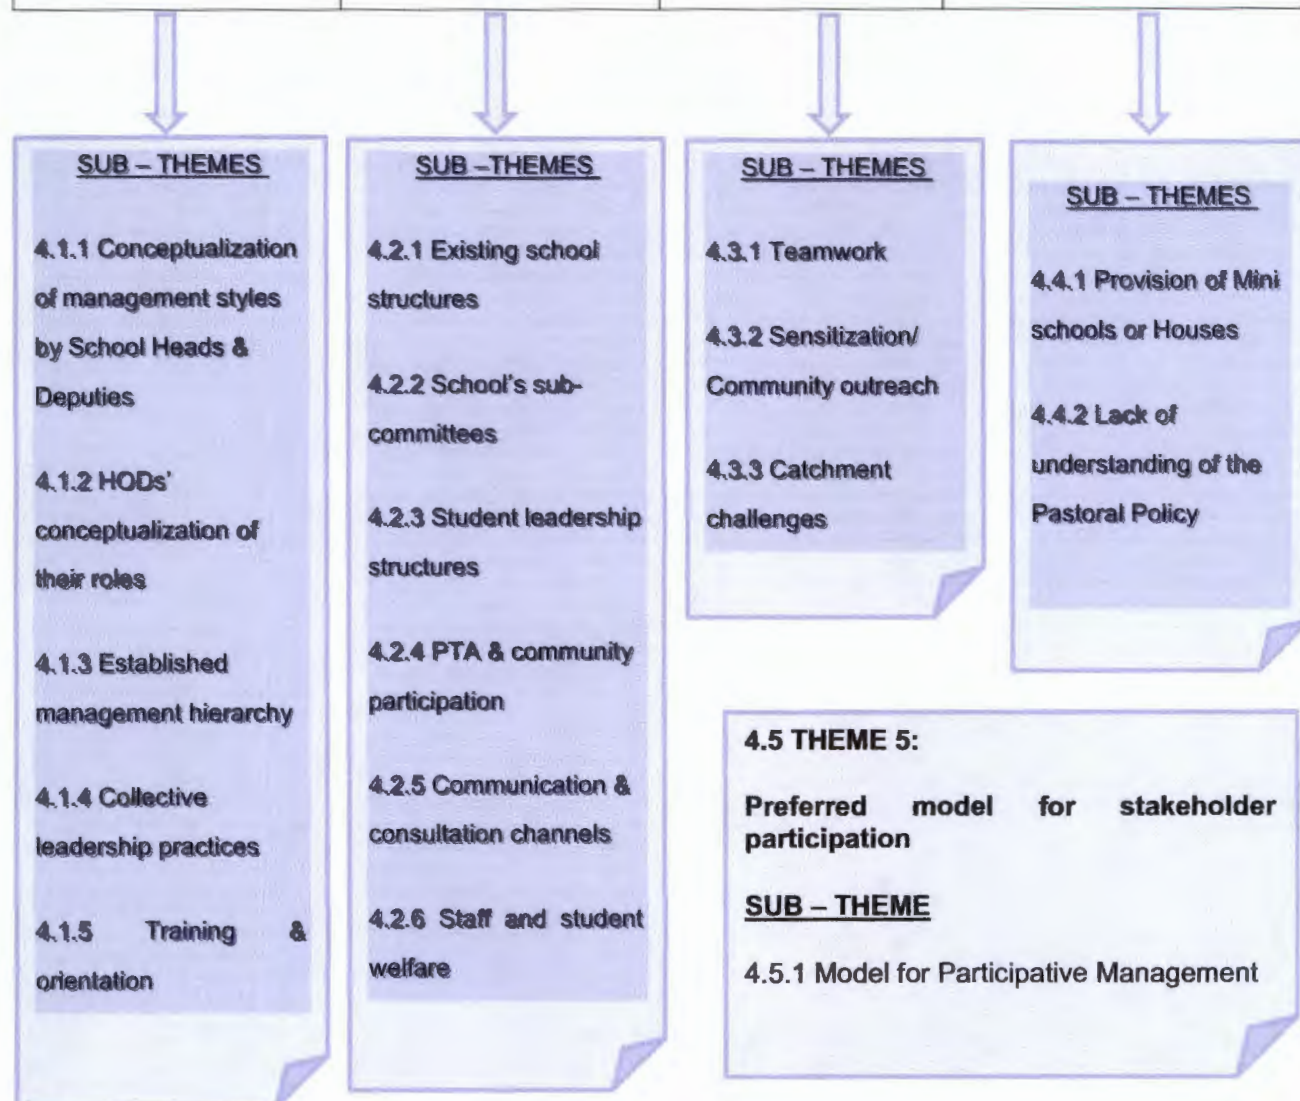 SUB – THEMES
4.1.1 Conceptualization
of management styles
by School Heads &
Deputies
4.1.2 HODs'
conceptualization of
their roles
4.1.3 Established
management hierarchy
4.1.4 Collective
leadership practices
4.1.5 Training &
orientation
SUB –THEMES
4.2.1 Existing school
structures
4.2.2 School's sub-
committees
4.2.3 Student leadership
structures
4.2.4 PTA & community
participation
4.2.5 Communication &
consultation channels
4.2.6 Staff and student
welfare
SUB – THEMES
4.3.1 Teamwork
4.3.2 Sensitization/
Community outreach
4.3.3 Catchment
challenges
SUB – THEMES
4.4.1 Provision of Mini
schools or Houses
4.4.2 Lack of
understanding of the
Pastoral Policy
4.5 THEME 5:
Preferred model for stakeholder
participation
SUB – THEME
4.5.1 Model for Participative Management